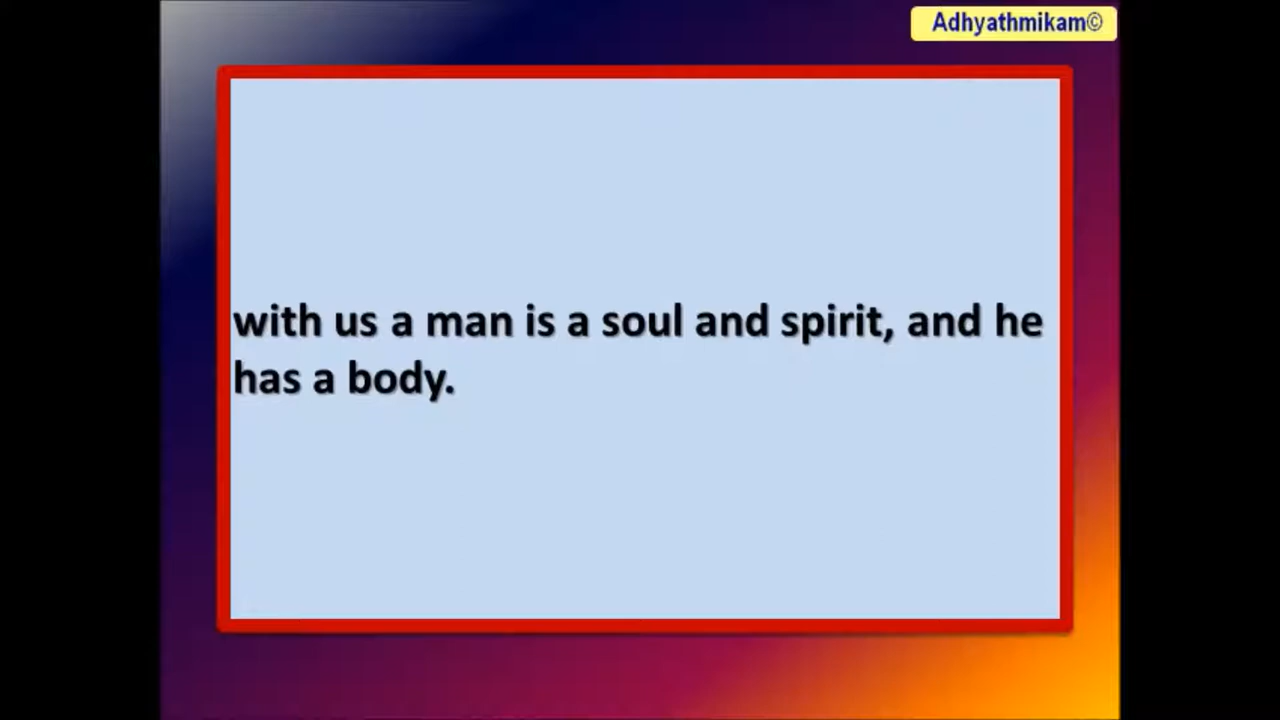 Adhyathmikam©
with us a man is a soul and spirit, and he
has a body.